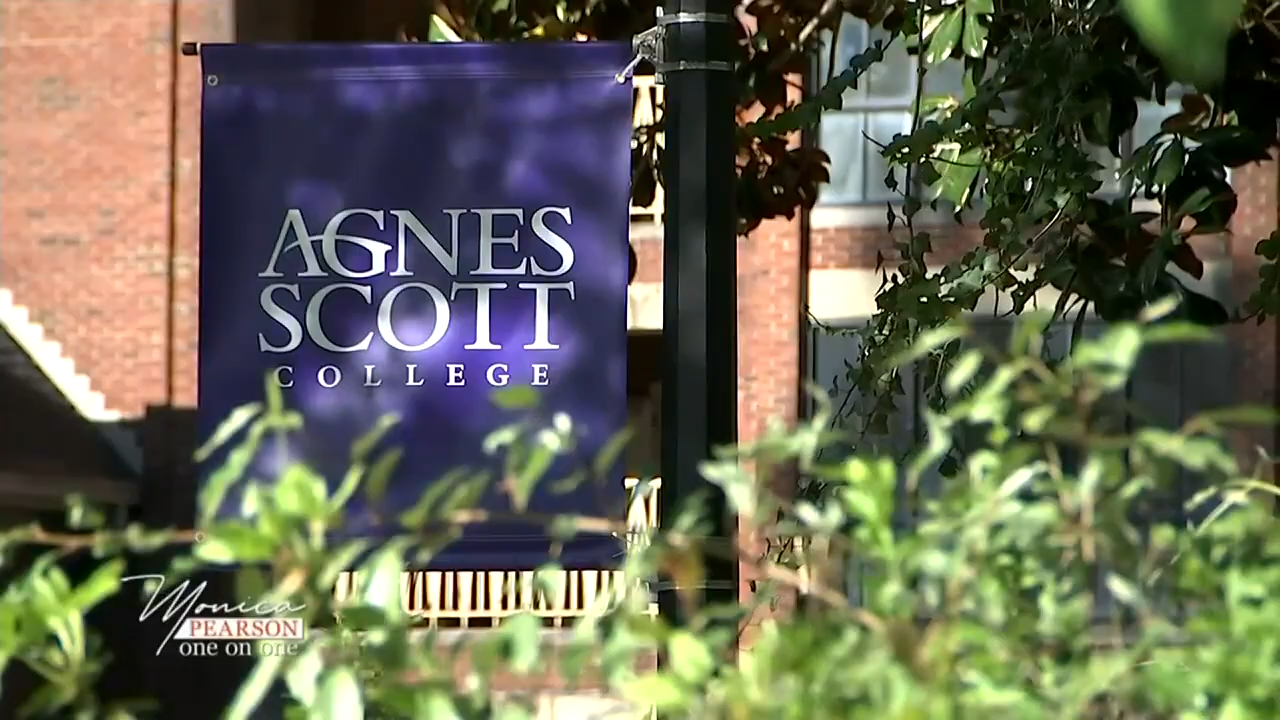 AGNES
SCOTT
COLLEGE
Monica
PEARSON
one on one